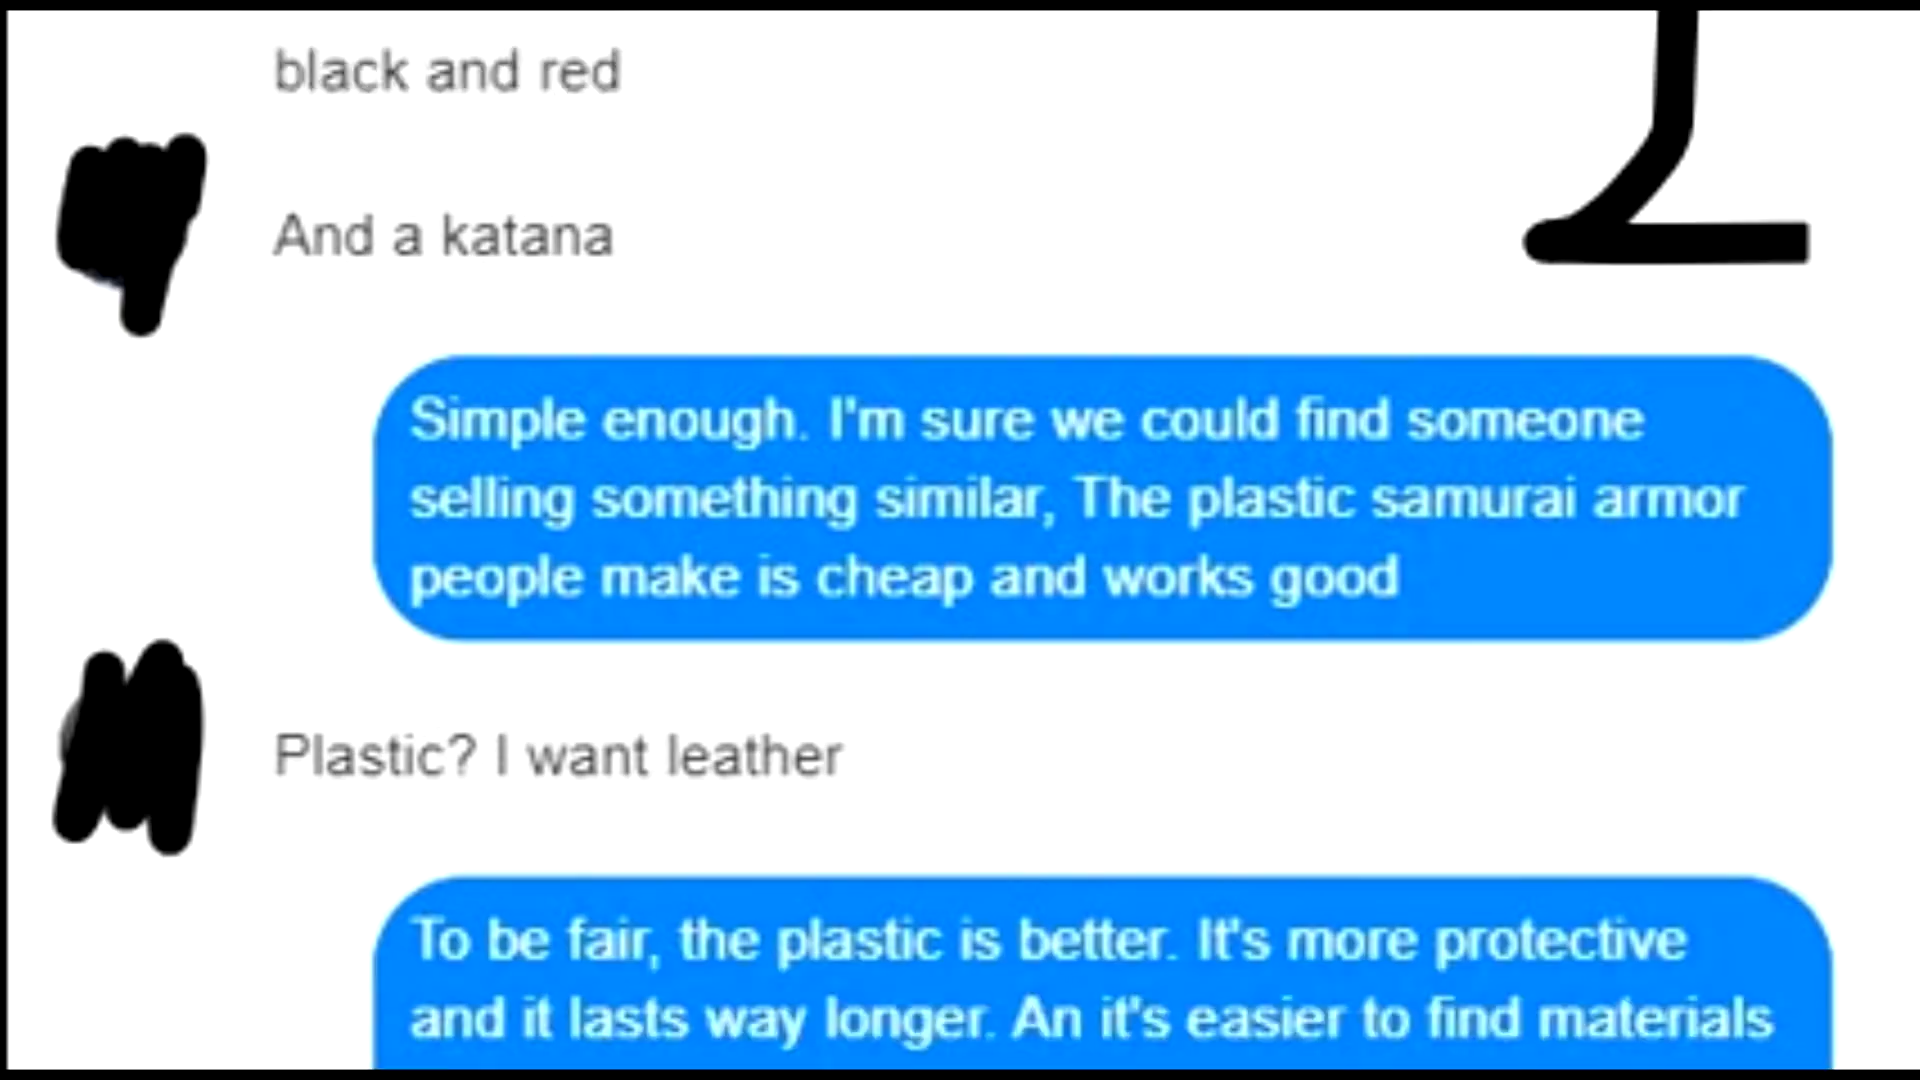 black and red
And a katana
Simple enough. I'm sure we could find someone
selling something similar, The plastic samurai armor
people make is cheap and works good
Plastic? I want leather
To be fair, the plastic is better. It's more protective
and it lasts way longer. An it's easier to find materials